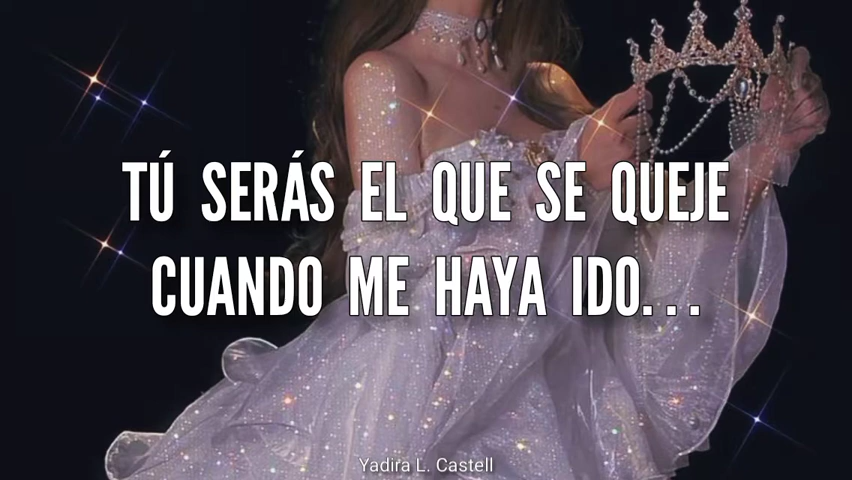 TÚ SERÁS EL QUE SE QUEJE
CUANDO ME HAYA IDO...
Yadira L. Castell